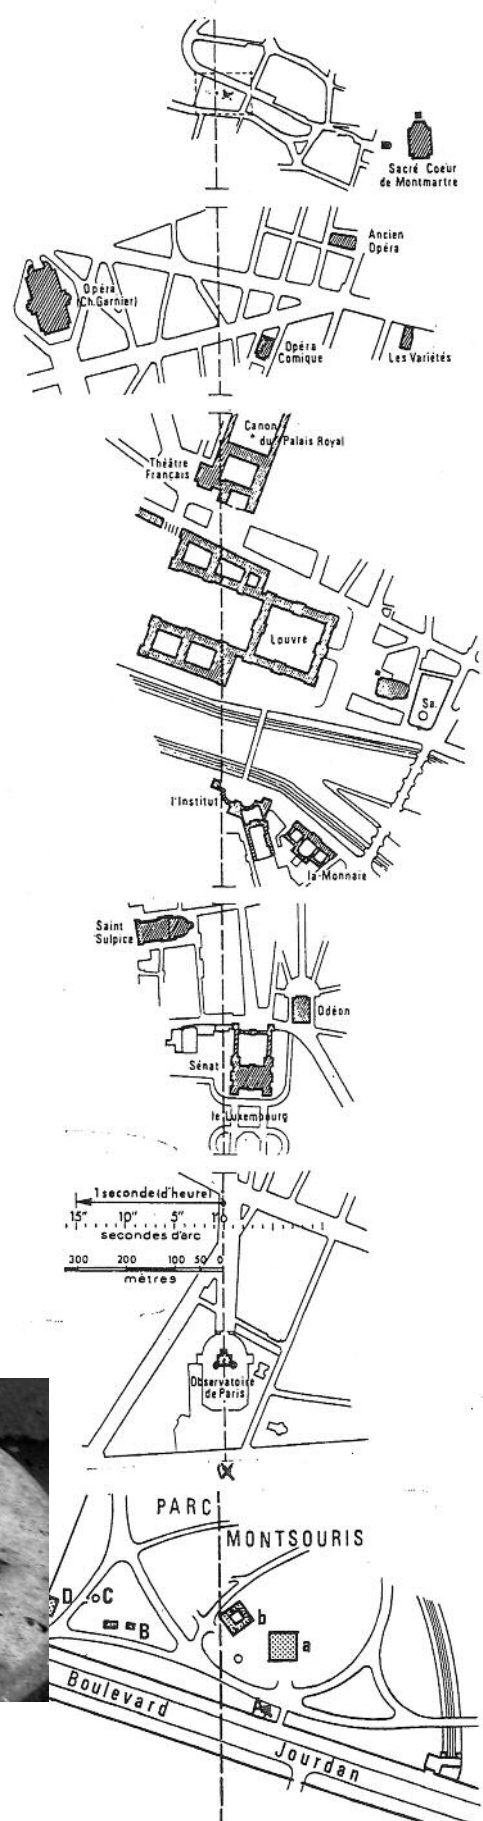 Sacré Coeur
de Montmartre
Ancien
Opéra
Opéra
(Ch.Garnier)
Opéra
Comique
Les Variétés
Canon
du Palais Royal
Théâtre
Français
Louvre
Sa.
l'Institut
la Monnaie
Saint
Sulpice
Odéon
Sénat
le Luxembourg
1 seconde(d'heure)
15" 10" 5" 0
secondes d'arc
300 200 100 50 0
mètres
Observatoire
de Paris
PARC
MONTSOURIS
D C
B
b
a
A
Boulevard
Jourdan